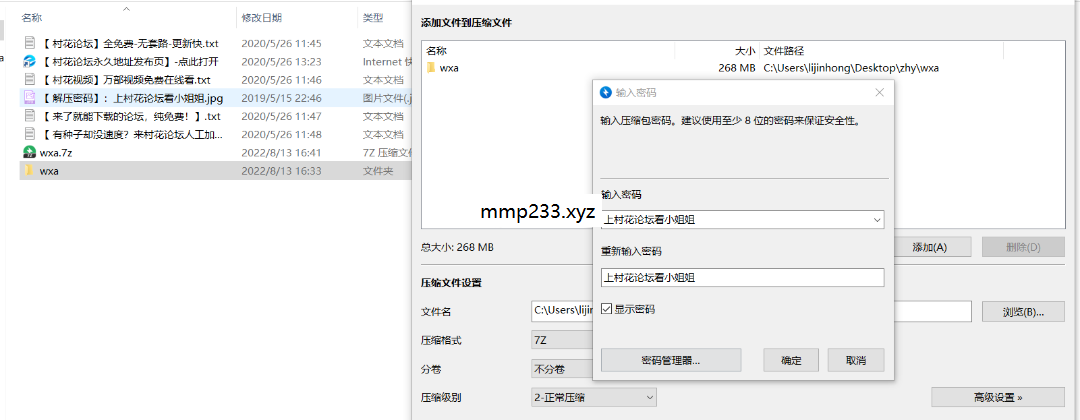 名称 修改日期 类型
【 村花论坛】全免费-无套路-更新快.txt 2020/5/26 11:45 文本文档
【 村花论坛永久地址发布页】-点此打开 2020/5/26 13:23 Internet 快
【 村花视频】万部视频免费在线看.txt 2020/5/26 11:46 文本文档
【 解压密码】：上村花论坛看小姐姐.jpg 2019/5/15 22:46 图片文件(.j
【 来了就能下载的论坛，纯免费！】.txt 2020/5/26 11:47 文本文档
【 有种子却没速度？来村花论坛人工加... 2020/5/26 11:48 文本文档
wxa.7z 2022/8/13 16:41 7Z 压缩文件
wxa 2022/8/13 16:33 文件夹
添加文件到压缩文件
名称 大小 文件路径
wxa 268 MB C:\Users\lijinhong\Desktop\zhy\wxa
输入密码
输入压缩包密码。建议使用至少 8 位的密码来保证安全性。
输入密码
上村花论坛看小姐姐
重新输入密码
上村花论坛看小姐姐
显示密码
密码管理器... 确定 取消
mmp233.xyz
总大小: 268 MB
添加(A) 删除(D)
压缩文件设置
文件名 C:\Users\lijin 浏览(B)...
压缩格式 7Z
分卷 不分卷
压缩级别 2-正常压缩 高级设置 »